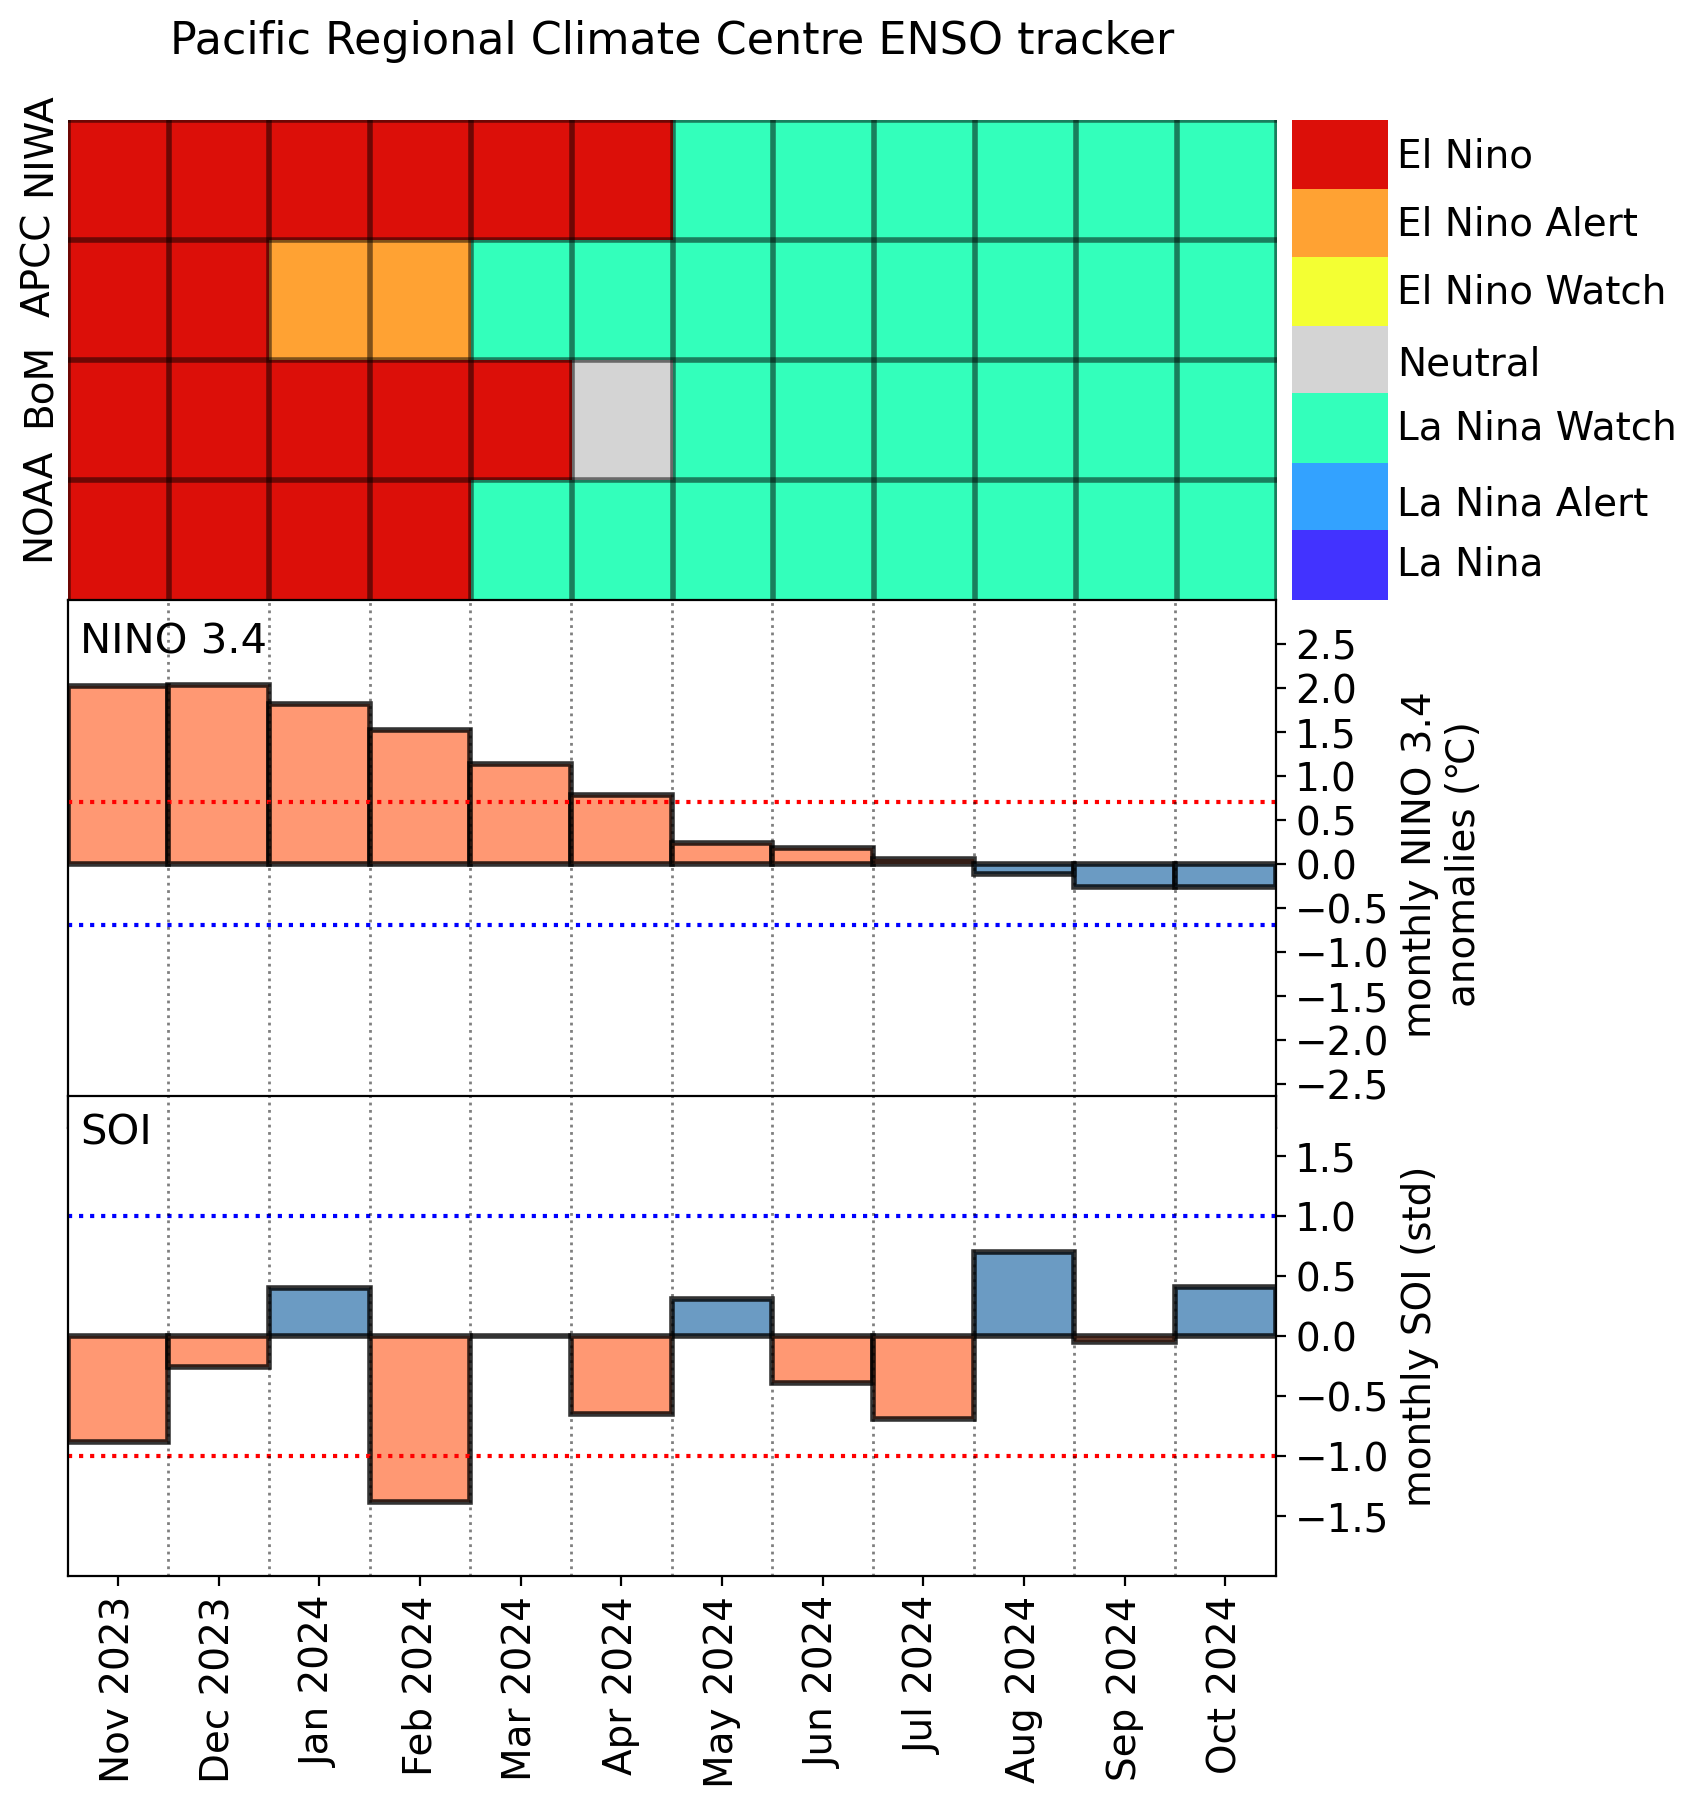 Pacific Regional Climate Centre ENSO tracker
NIWA
APCC
BoM
NOAA
El Nino
El Nino Alert
El Nino Watch
Neutral
La Nina Watch
La Nina Alert
La Nina
NINO 3.4
2.5
2.0
1.5
1.0
0.5
0.0
−0.5
−1.0
−1.5
−2.0
−2.5
monthly NINO 3.4
anomalies (°C)
SOI
1.5
1.0
0.5
0.0
−0.5
−1.0
−1.5
monthly SOI (std)
Nov 2023
Dec 2023
Jan 2024
Feb 2024
Mar 2024
Apr 2024
May 2024
Jun 2024
Jul 2024
Aug 2024
Sep 2024
Oct 2024